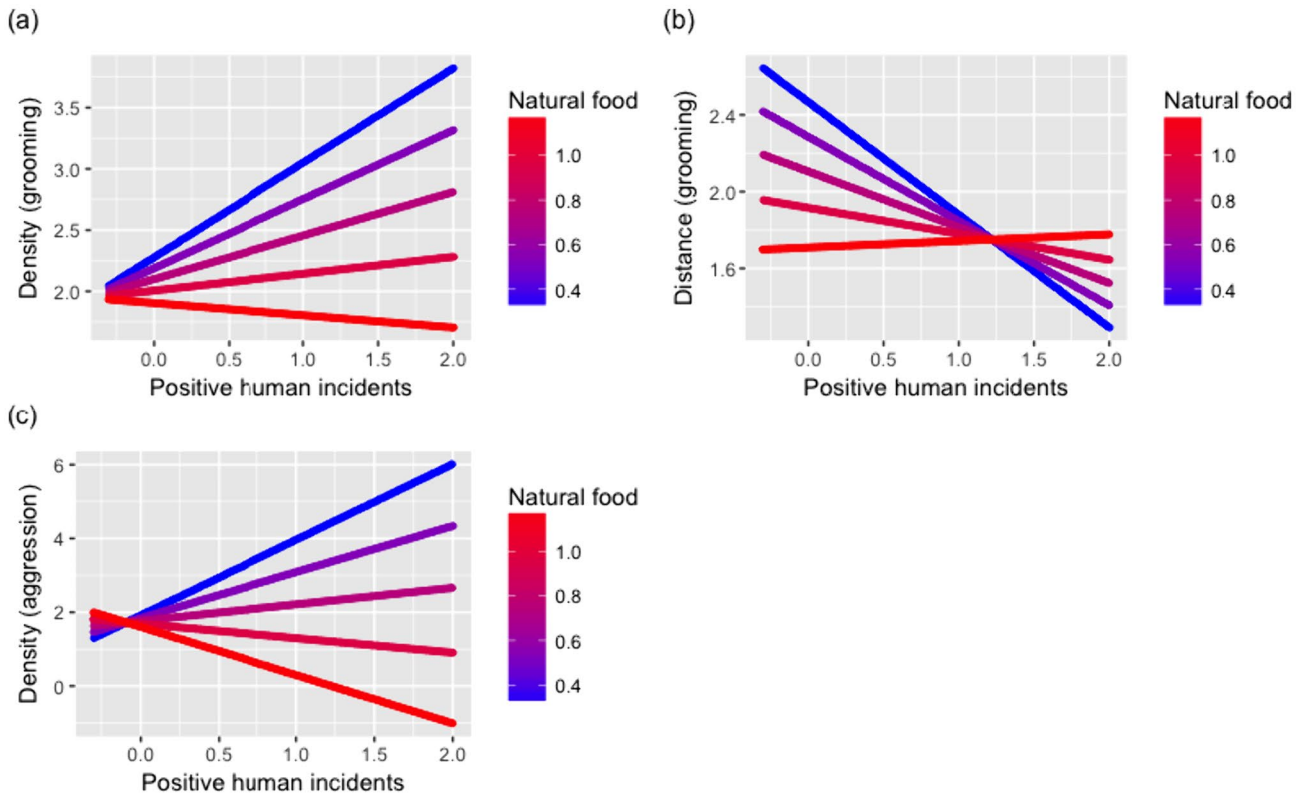 (a)
Density (grooming)
3.5
3.0
2.5
2.0
0.0 0.5 1.0 1.5 2.0
Positive human incidents
Natural food
1.0
0.8
0.6
0.4
(b)
Distance (grooming)
2.4
2.0
1.6
0.0 0.5 1.0 1.5 2.0
Positive human incidents
Natural food
1.0
0.8
0.6
0.4
(c)
Density (aggression)
6
4
2
0
0.0 0.5 1.0 1.5 2.0
Positive human incidents
Natural food
1.0
0.8
0.6
0.4